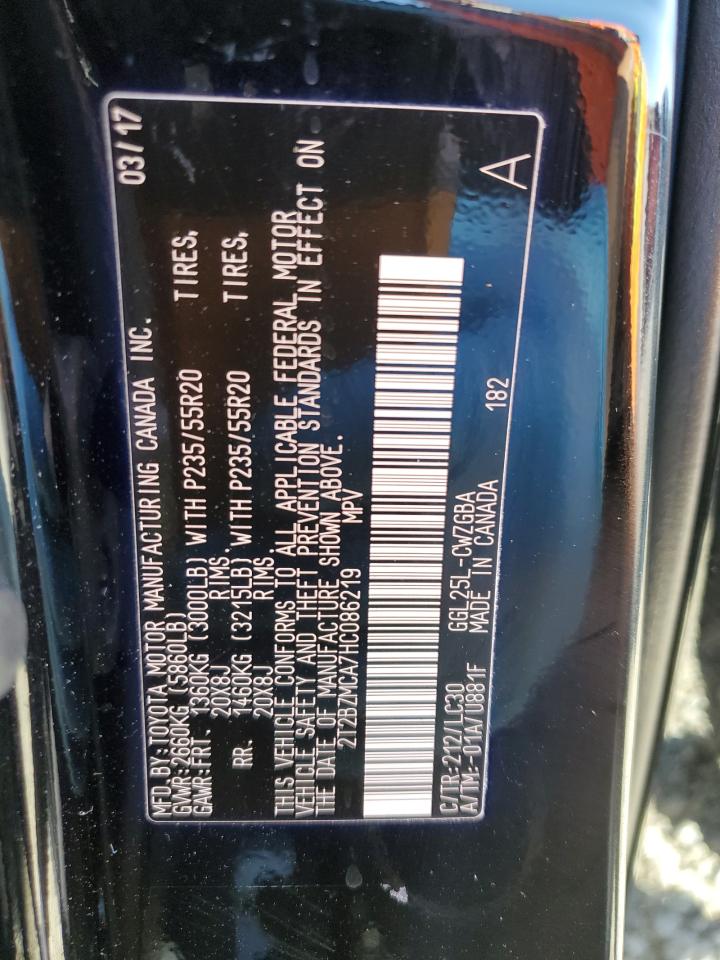 MFD. BY: TOYOTA MOTOR MANUFACTURING CANADA INC. 03/17
GVWR: 2660KG (5860LB)
GAWR: FRT. 1360KG (3000LB) WITH P235/55R20 TIRES,
20X8J RIMS.
RR. 1460KG (3215LB) WITH P235/55R20 TIRES,
20X8J RIMS
THIS VEHICLE CONFORMS TO ALL APPLICABLE FEDERAL MOTOR
VEHICLE SAFETY AND THEFT PREVENTION STANDARDS IN EFFECT ON
THE DATE OF MANUFACTURE SHOWN ABOVE.
2T2BZMCA7HC086219 MPV
C/TR: 212/LC30 GGL25L-CWZGBA
A/TM: -01A/U881F MADE IN CANADA 182
A